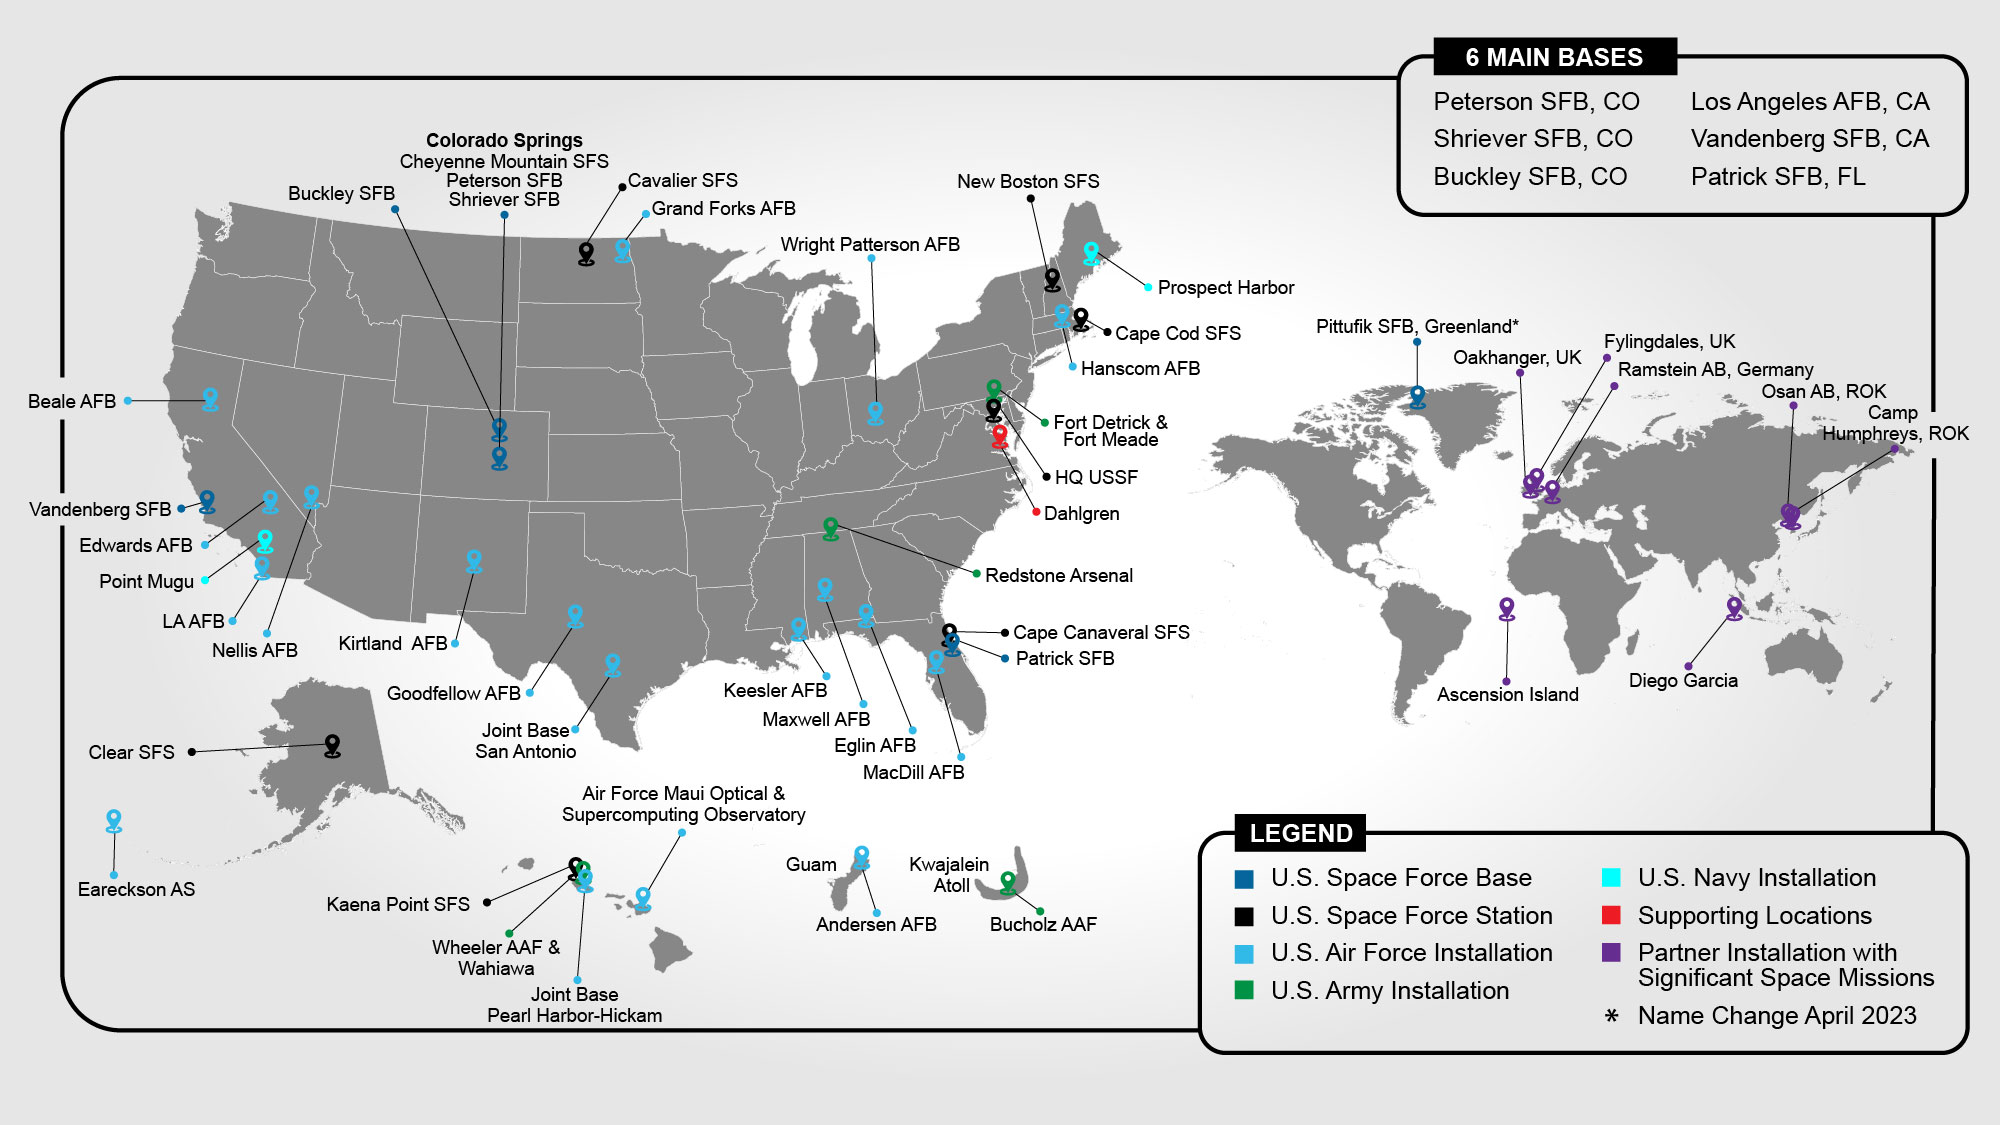 6 MAIN BASES
Peterson SFB, CO
Shriever SFB, CO
Buckley SFB, CO
Los Angeles AFB, CA
Vandenberg SFB, CA
Patrick SFB, FL
Colorado Springs
Cheyenne Mountain SFS
Peterson SFB
Shriever SFB
Buckley SFB
Cavalier SFS
Grand Forks AFB
Wright Patterson AFB
New Boston SFS
Prospect Harbor
Cape Cod SFS
Hanscom AFB
Fort Detrick &
Fort Meade
HQ USSF
Dahlgren
Redstone Arsenal
Cape Canaveral SFS
Patrick SFB
Beale AFB
Vandenberg SFB
Edwards AFB
Point Mugu
LA AFB
Nellis AFB
Kirtland AFB
Goodfellow AFB
Joint Base
San Antonio
Keesler AFB
Maxwell AFB
Eglin AFB
MacDill AFB
Clear SFS
Eareckson AS
Air Force Maui Optical &
Supercomputing Observatory
Kaena Point SFS
Wheeler AAF &
Wahiawa
Joint Base
Pearl Harbor-Hickam
Guam
Andersen AFB
Kwajalein
Atoll
Bucholz AAF
Pittufik SFB, Greenland*
Oakhanger, UK
Fylingdales, UK
Ramstein AB, Germany
Osan AB, ROK
Camp
Humphreys, ROK
Ascension Island
Diego Garcia
LEGEND
U.S. Space Force Base
U.S. Space Force Station
U.S. Air Force Installation
U.S. Army Installation
U.S. Navy Installation
Supporting Locations
Partner Installation with
Significant Space Missions
* Name Change April 2023